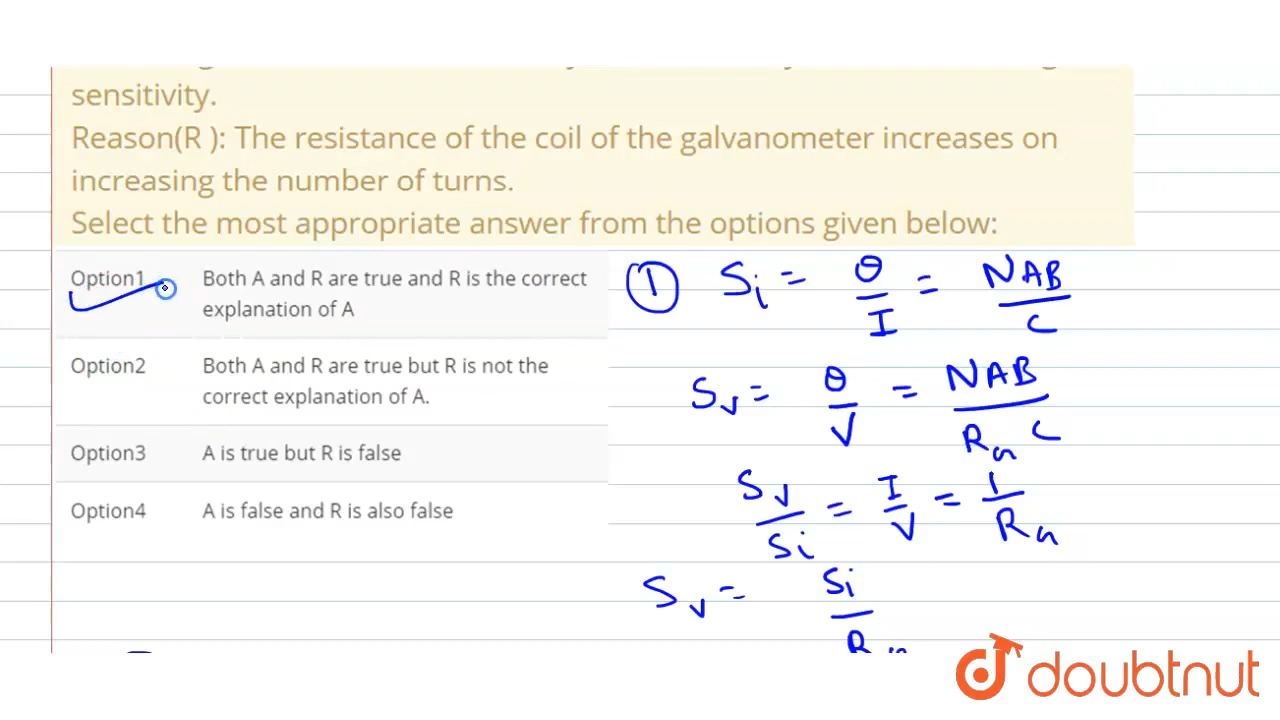 sensitivity.
Reason(R ): The resistance of the coil of the galvanometer increases on
increasing the number of turns.
Select the most appropriate answer from the options given below:
Option1 Both A and R are true and R is the correct
explanation of A
Option2 Both A and R are true but R is not the
correct explanation of A.
Option3 A is true but R is false
Option4 A is false and R is also false
① Si = θ/I = NAB/C
Sv = θ/V = NAB/RG C
Sv/Si = I/V = 1/RG
Sv = Si/RG
doubtnut